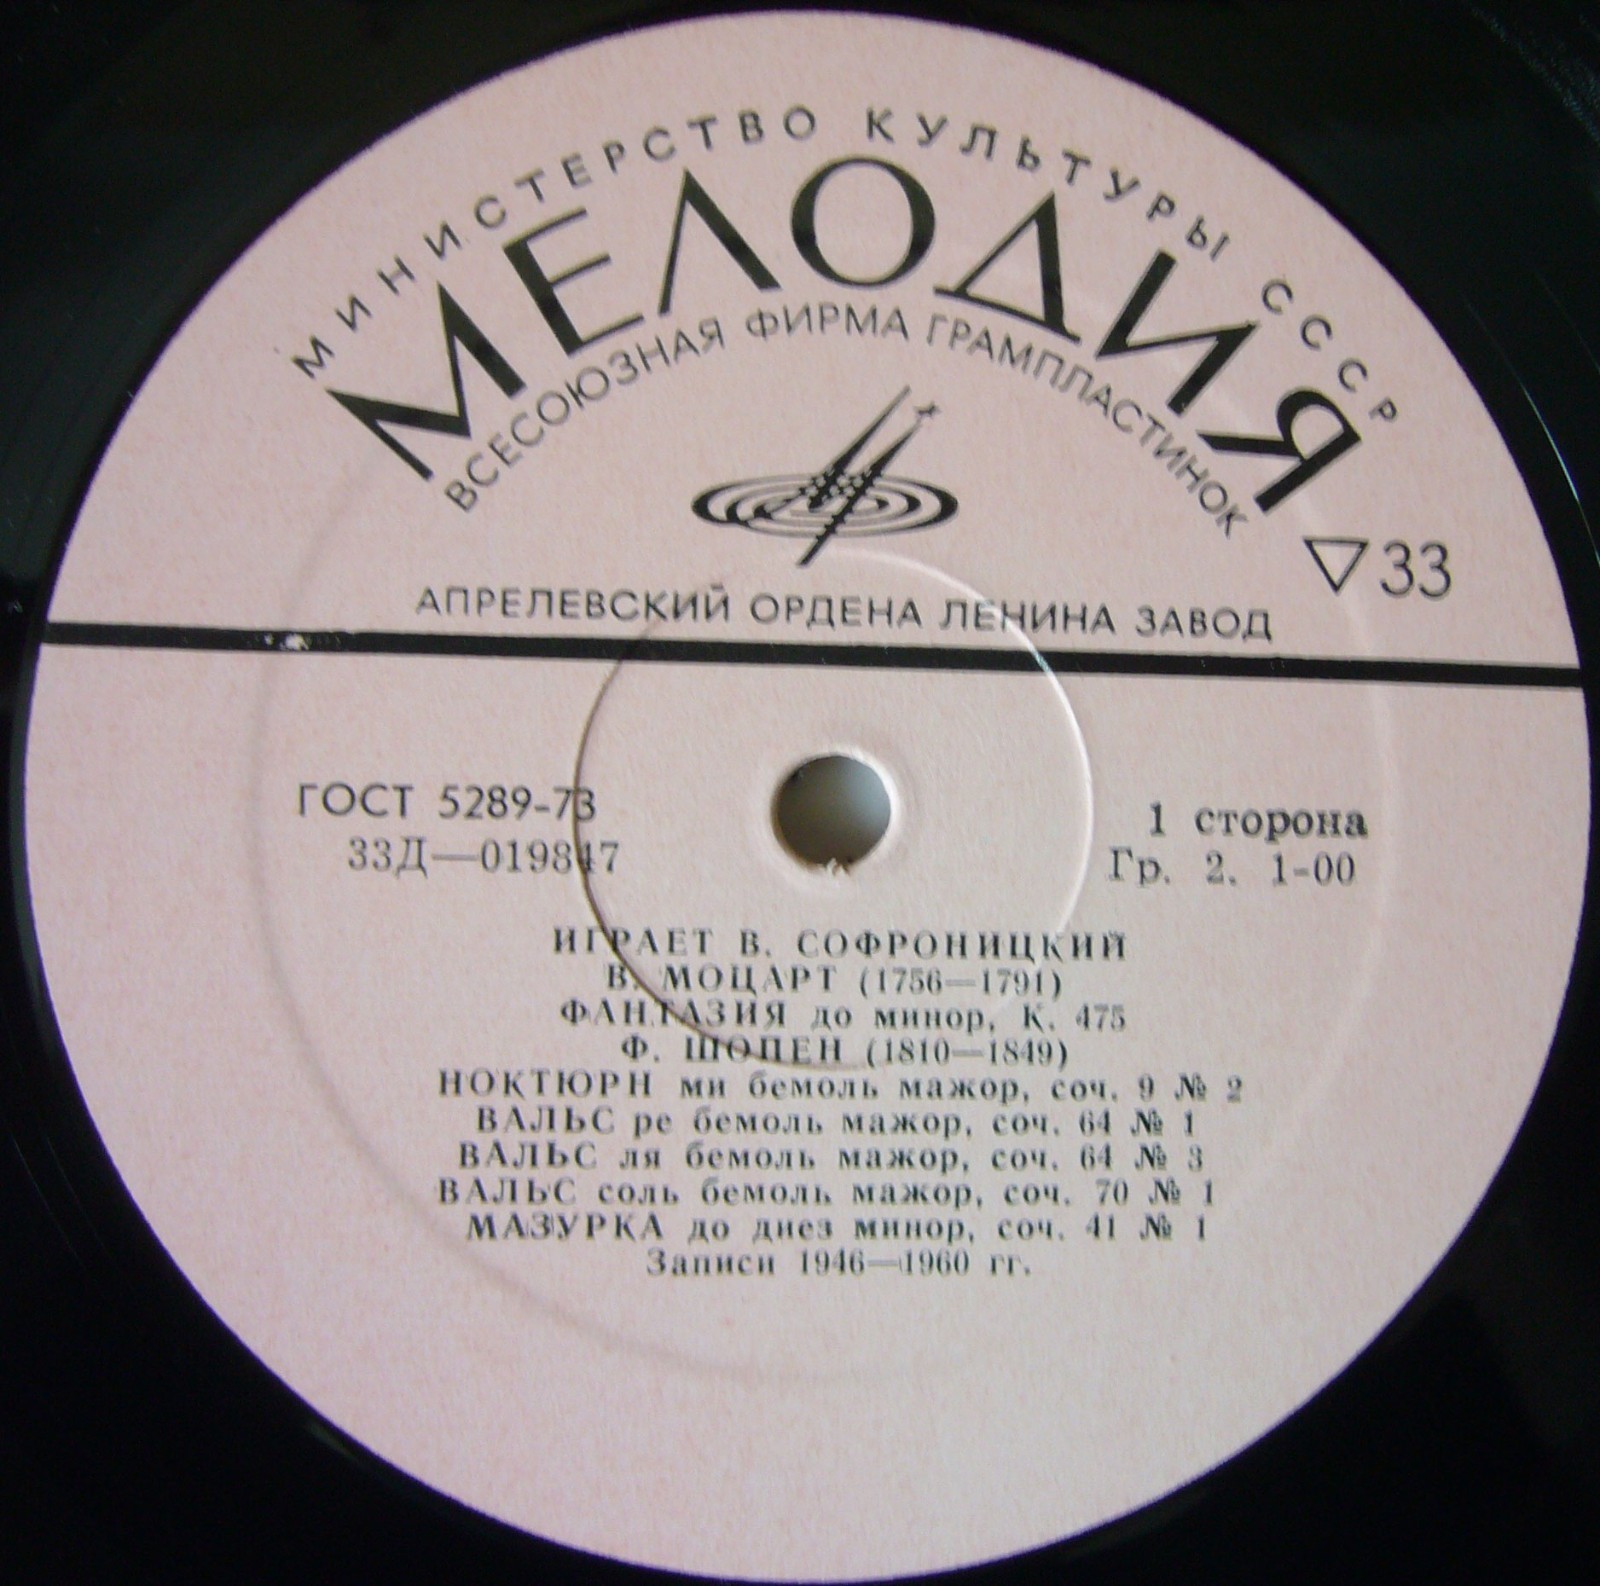 МИНИСТЕРСТВО КУЛЬТУРЫ СССР
МЕЛОДИЯ
ВСЕСОЮЗНАЯ ФИРМА ГРАМПЛАСТИНОК
33
АПРЕЛЕВСКИЙ ОРДЕНА ЛЕНИНА ЗАВОД
ГОСТ 5289-73
33Д—019847
1 сторона
Гр. 2. 1-00
ИГРАЕТ В. СОФРОНИЦКИЙ
В. МОЦАРТ (1756—1791)
ФАНТАЗИЯ до минор, К. 475
Ф. ШОПЕН (1810—1849)
НОКТЮРН ми бемоль мажор, соч. 9 № 2
ВАЛЬС ре бемоль мажор, соч. 64 № 1
ВАЛЬС ля бемоль мажор, соч. 64 № 3
ВАЛЬС соль бемоль мажор, соч. 70 № 1
МАЗУРКА до диез минор, соч. 41 № 1
Записи 1946—1960 гг.